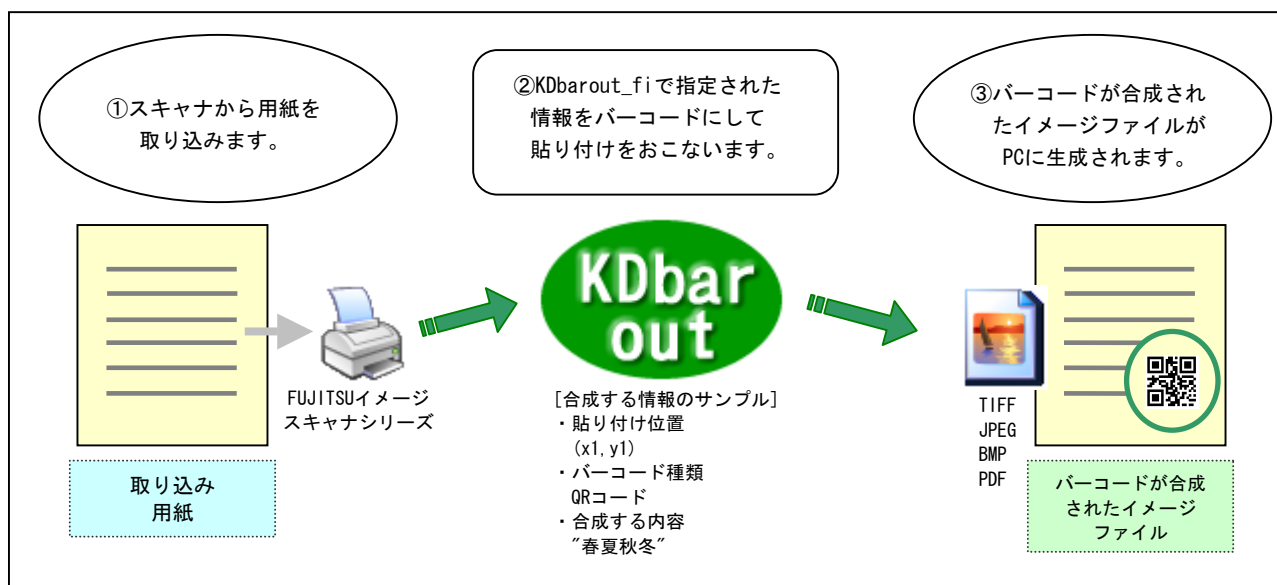 ①スキャナから用紙を
取り込みます。
②KDbarout_fiで指定された
情報をバーコードにして
貼り付けをおこないます。
③バーコードが合成され
たイメージファイルが
PCに生成されます。
KDbar
out
FUJITSUイメージ
スキャナシリーズ
[合成する情報のサンプル]
・貼り付け位置
(x1,y1)
・バーコード種類
QRコード
・合成する内容
"春夏秋冬"
TIFF
JPEG
BMP
PDF
取り込み
用紙
バーコードが合成
されたイメージ
ファイル